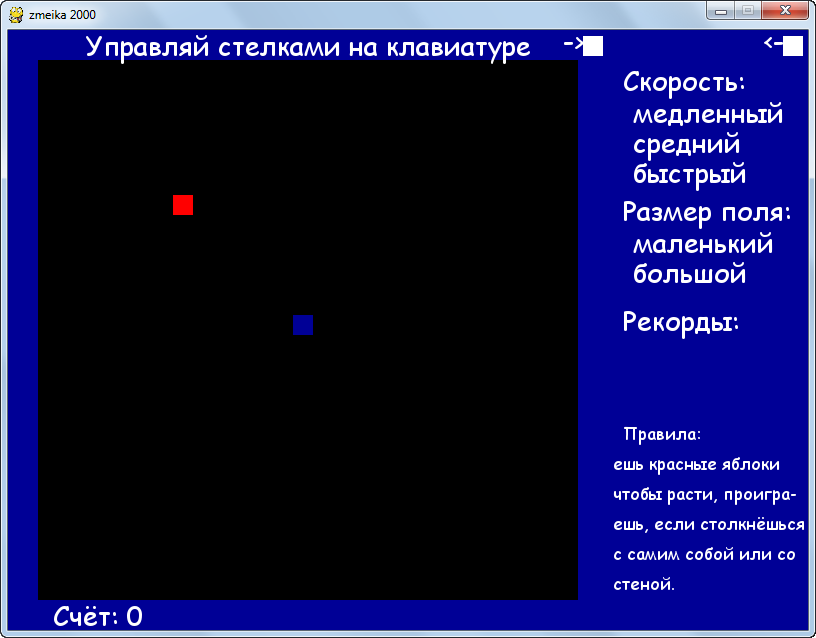 zmeika 2000
Управляй стелками на клавиатуре
->
<-
Скорость:
медленный
средний
быстрый
Размер поля:
маленький
большой
Рекорды:
Правила:
ешь красные яблоки
чтобы расти, проигра-
ешь, если столкнёшься
с самим собой или со
стеной.
Счёт: 0